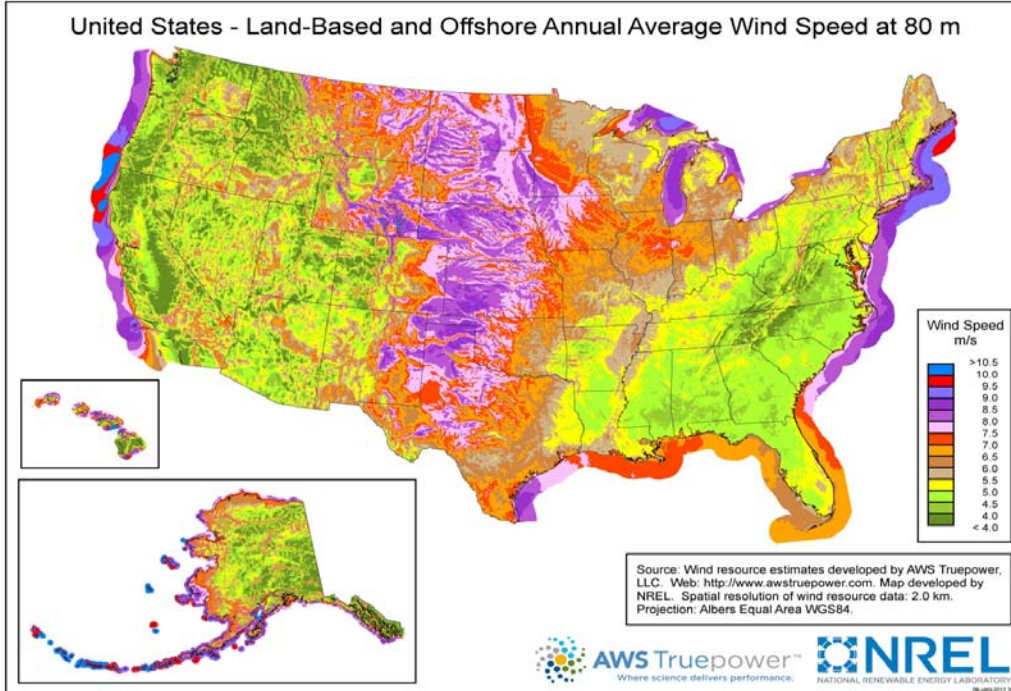 United States - Land-Based and Offshore Annual Average Wind Speed at 80 m
Wind Speed
m/s
>10.5
10.0
9.5
9.0
8.5
8.0
7.5
7.0
6.5
6.0
5.5
5.0
4.5
4.0
< 4.0
Source: Wind resource estimates developed by AWS Truepower,
LLC. Web: http://www.awstruepower.com. Map developed by
NREL. Spatial resolution of wind resource data: 2.0 km.
Projection: Albers Equal Area WGS84.
AWS Truepower™
Where science delivers performance.
NREL
NATIONAL RENEWABLE ENERGY LABORATORY